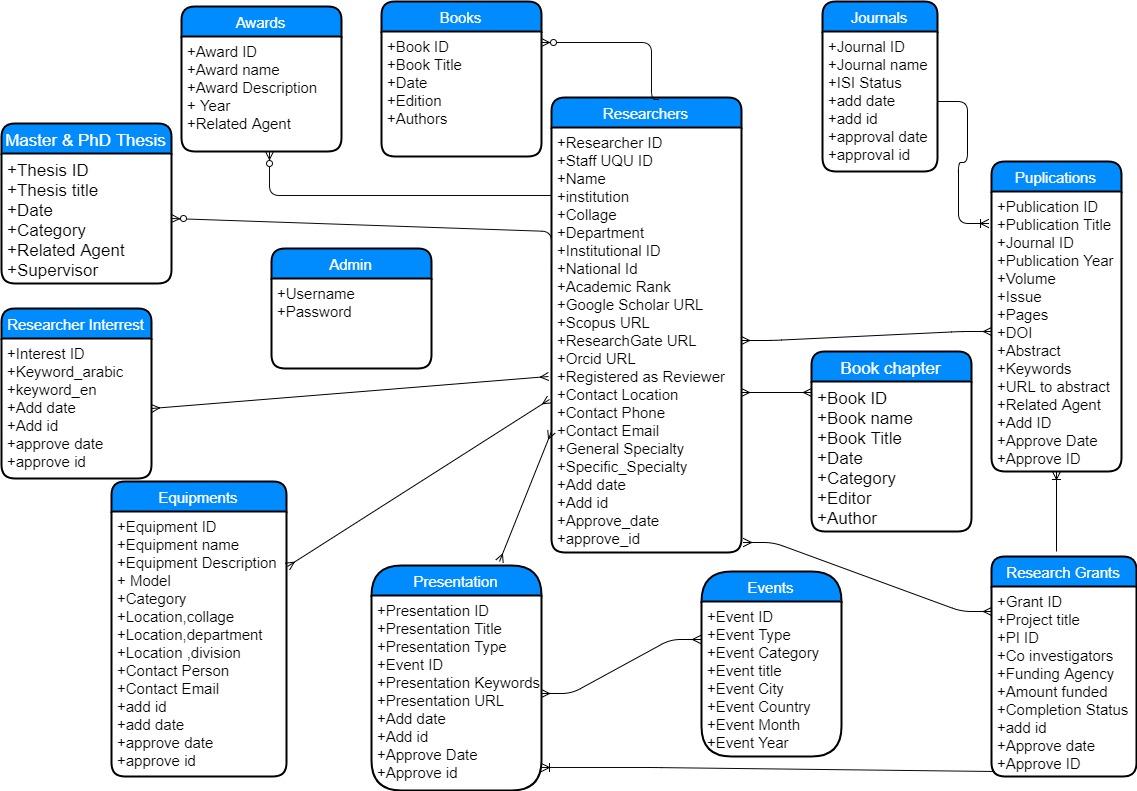 Awards
+Award ID
+Award name
+Award Description
+ Year
+Related Agent
Books
+Book ID
+Book Title
+Date
+Edition
+Authors
Journals
+Journal ID
+Journal name
+ISI Status
+add date
+add id
+approval date
+approval id
Master & PhD Thesis
+Thesis ID
+Thesis title
+Date
+Category
+Related Agent
+Supervisor
Researchers
+Researcher ID
+Staff UQU ID
+Name
+institution
+Collage
+Department
+Institutional ID
+National Id
+Academic Rank
+Google Scholar URL
+Scopus URL
+ResearchGate URL
+Orcid URL
+Registered as Reviewer
+Contact Location
+Contact Phone
+Contact Email
+General Specialty
+Specific_Specialty
+Add date
+Add id
+Approve_date
+approve_id
Puplications
+Publication ID
+Publication Title
+Journal ID
+Publication Year
+Volume
+Issue
+Pages
+DOI
+Abstract
+Keywords
+URL to abstract
+Related Agent
+Add ID
+Approve Date
+Approve ID
Admin
+Username
+Password
Researcher Interrest
+Interest ID
+Keyword_arabic
+keyword_en
+Add date
+Add id
+approve date
+approve id
Book chapter
+Book ID
+Book name
+Book Title
+Date
+Category
+Editor
+Author
Equipments
+Equipment ID
+Equipment name
+Equipment Description
+ Model
+Category
+Location,collage
+Location,department
+Location ,division
+Contact Person
+Contact Email
+add id
+add date
+approve date
+approve id
Presentation
+Presentation ID
+Presentation Title
+Presentation Type
+Event ID
+Presentation Keywords
+Presentation URL
+Add date
+Add id
+Approve Date
+Approve id
Events
+Event ID
+Event Type
+Event Category
+Event title
+Event City
+Event Country
+Event Month
+Event Year
Research Grants
+Grant ID
+Project title
+PI ID
+Co investigators
+Funding Agency
+Amount funded
+Completion Status
+add id
+Approve date
+Approve ID